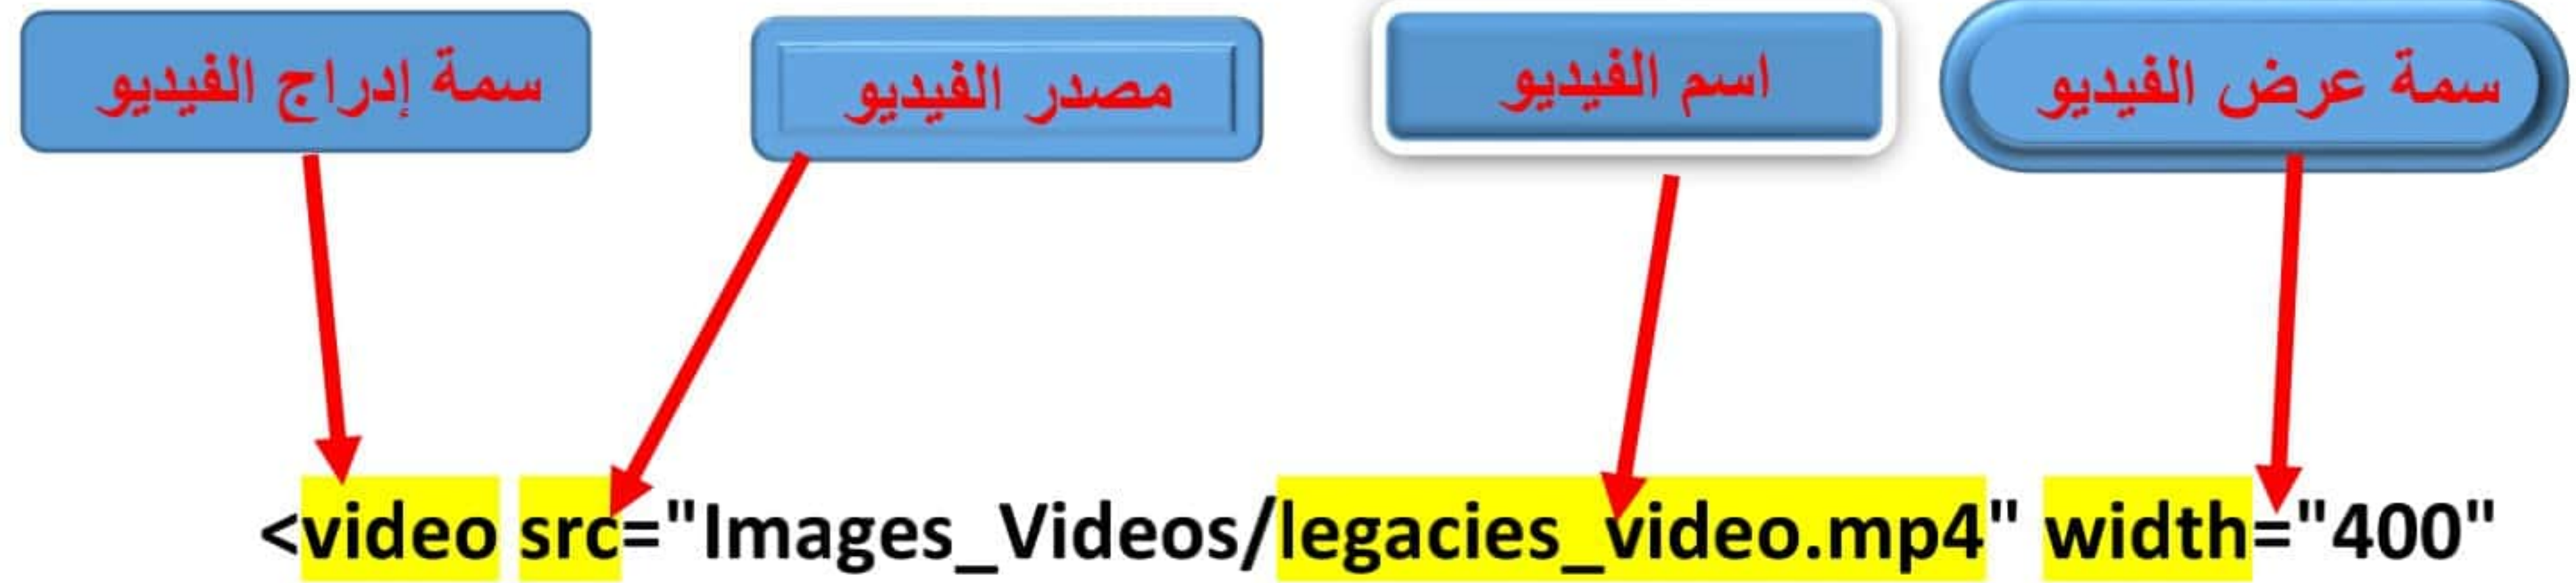 سمة إدراج الفيديو
مصدر الفيديو
اسم الفيديو
سمة عرض الفيديو
<video src="Images_Videos/legacies_video.mp4" width="400"